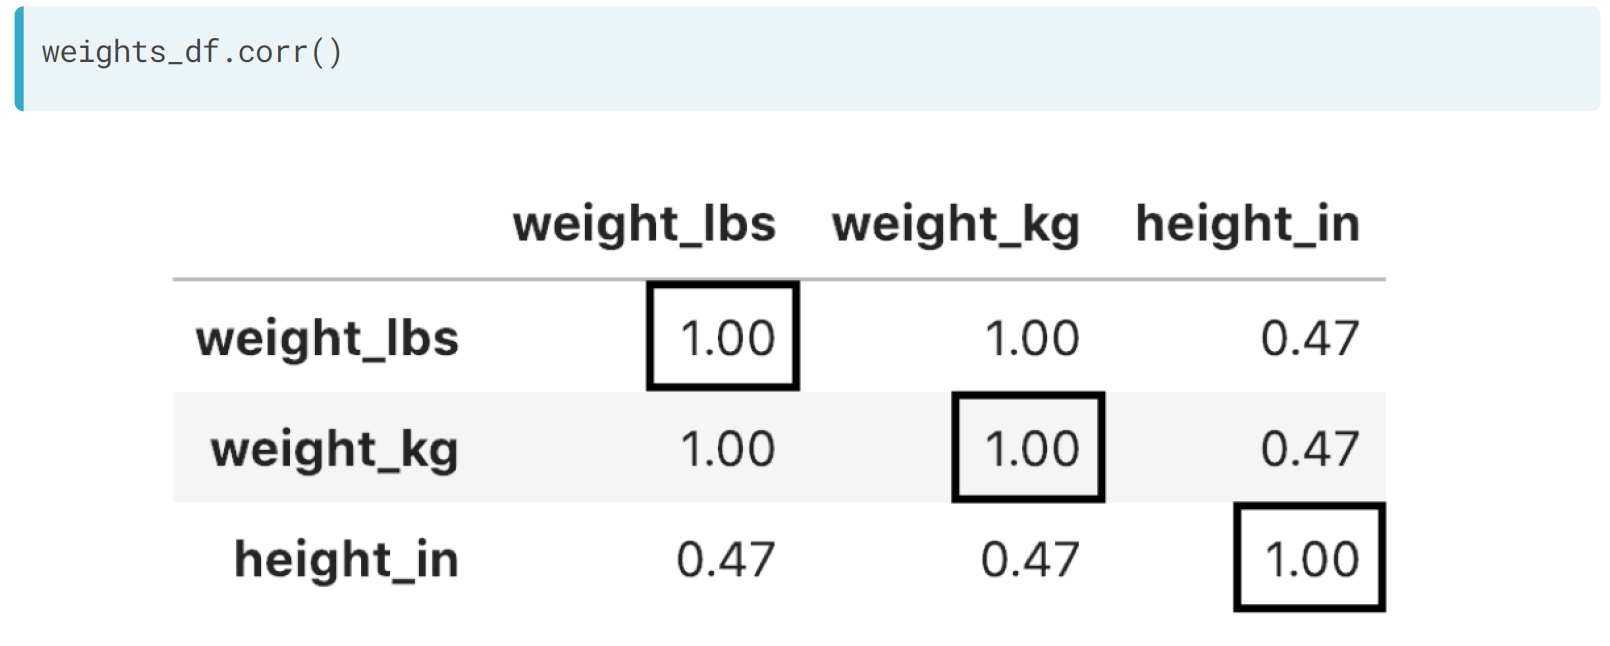 weights_df.corr()
weight_lbs weight_kg height_in
weight_lbs 1.00 1.00 0.47
weight_kg 1.00 1.00 0.47
height_in 0.47 0.47 1.00